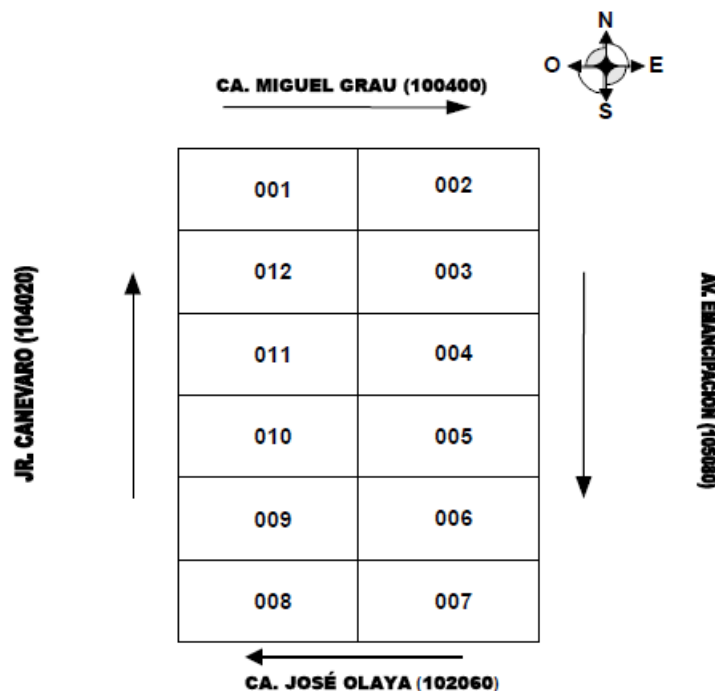 N
O E
S
CA. MIGUEL GRAU (100400)
001 002
012 003
011 004
010 005
009 006
008 007
JR. CANEVARO (104020)
AV. EMANCIPACION (105080)
CA. JOSÉ OLAYA (102060)